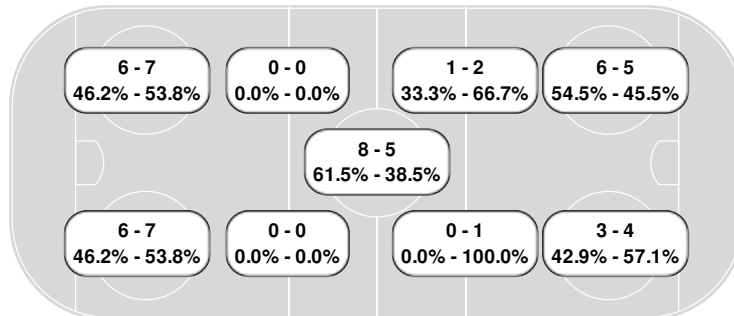 6 - 7
46.2% - 53.8%
0 - 0
0.0% - 0.0%
1 - 2
33.3% - 66.7%
6 - 5
54.5% - 45.5%
8 - 5
61.5% - 38.5%
6 - 7
46.2% - 53.8%
0 - 0
0.0% - 0.0%
0 - 1
0.0% - 100.0%
3 - 4
42.9% - 57.1%